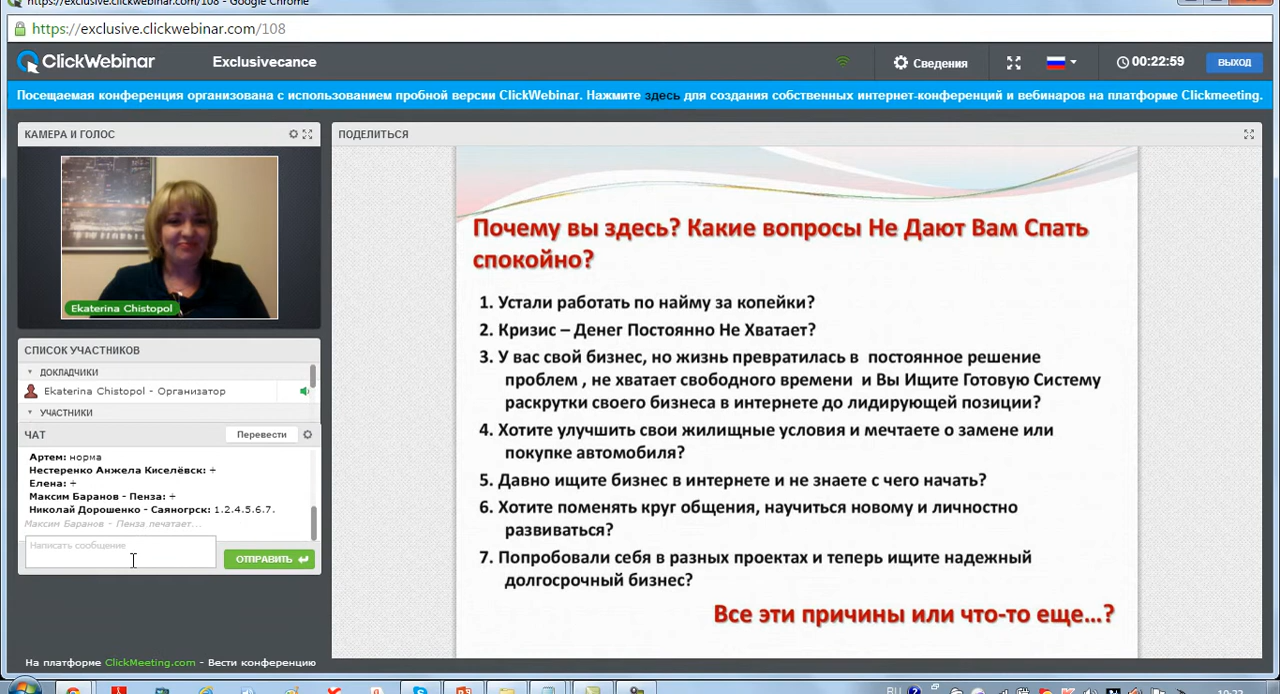 https://exclusive.clickwebinar.com/108 - Google Chrome
https://exclusive.clickwebinar.com/108
ClickWebinar
Exclusivecance
Сведения
00:22:59
ВЫХОД
Посещаемая конференция организована с использованием пробной версии ClickWebinar. Нажмите здесь для создания собственных интернет-конференций и вебинаров на платформе Clickmeeting.
КАМЕРА И ГОЛОС
Ekaterina Chistopol
СПИСОК УЧАСТНИКОВ
ДОКЛАДЧИКИ
Ekaterina Chistopol - Организатор
УЧАСТНИКИ
ЧАТ
Перевести
Артем: норма
Нестеренко Анжела Киселёвск: +
Елена: +
Максим Баранов - Пенза: +
Николай Дорошенко - Саяногрск: 1.2.4.5.6.7.
Максим Баранов - Пенза печатает...
Написать сообщение
ОТПРАВИТЬ
На платформе ClickMeeting.com - Вести конференцию
ПОДЕЛИТЬСЯ
Почему вы здесь? Какие вопросы Не Дают Вам Спать
спокойно?
1. Устали работать по найму за копейки?
2. Кризис – Денег Постоянно Не Хватает?
3. У вас свой бизнес, но жизнь превратилась в постоянное решение
проблем , не хватает свободного времени и Вы Ищите Готовую Систему
раскрутки своего бизнеса в интернете до лидирующей позиции?
4. Хотите улучшить свои жилищные условия и мечтаете о замене или
покупке автомобиля?
5. Давно ищите бизнес в интернете и не знаете с чего начать?
6. Хотите поменять круг общения, научиться новому и личностно
развиваться?
7. Попробовали себя в разных проектах и теперь ищите надежный
долгосрочный бизнес?
Все эти причины или что-то еще...?
RU